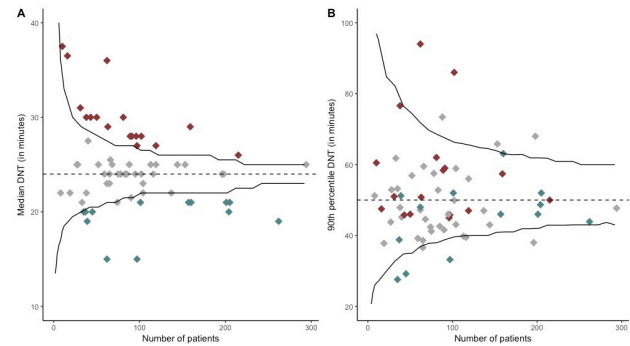 A
B
Median DNT (in minutes)
40
30
20
10
0
100
200
300
Number of patients
90th percentile DNT (in minutes)
100
80
60
40
20
0
100
200
300
Number of patients